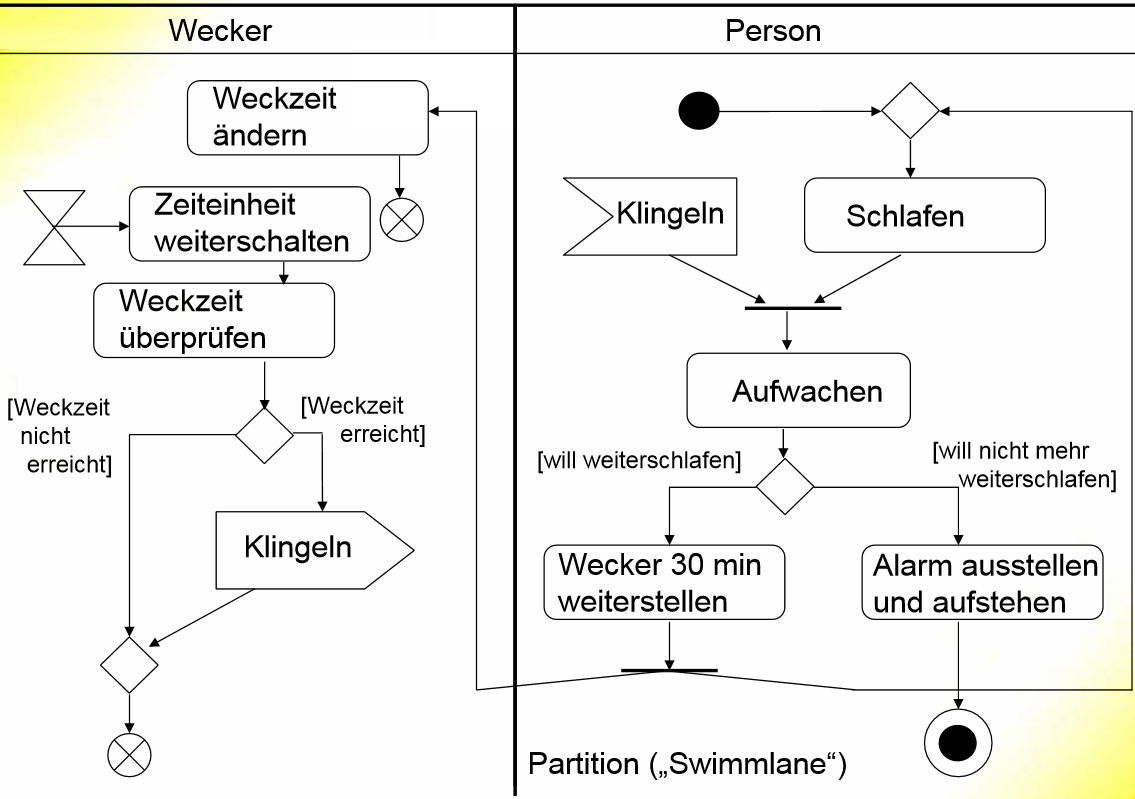 Wecker
Person
Weckzeit
ändern
Zeiteinheit
weiterschalten
Klingeln
Schlafen
Weckzeit
überprüfen
Aufwachen
[Weckzeit
nicht
erreicht]
[Weckzeit
erreicht]
[will weiterschlafen]
[will nicht mehr
weiterschlafen]
Klingeln
Wecker 30 min
weiterstellen
Alarm ausstellen
und aufstehen
Partition („Swimmlane“)